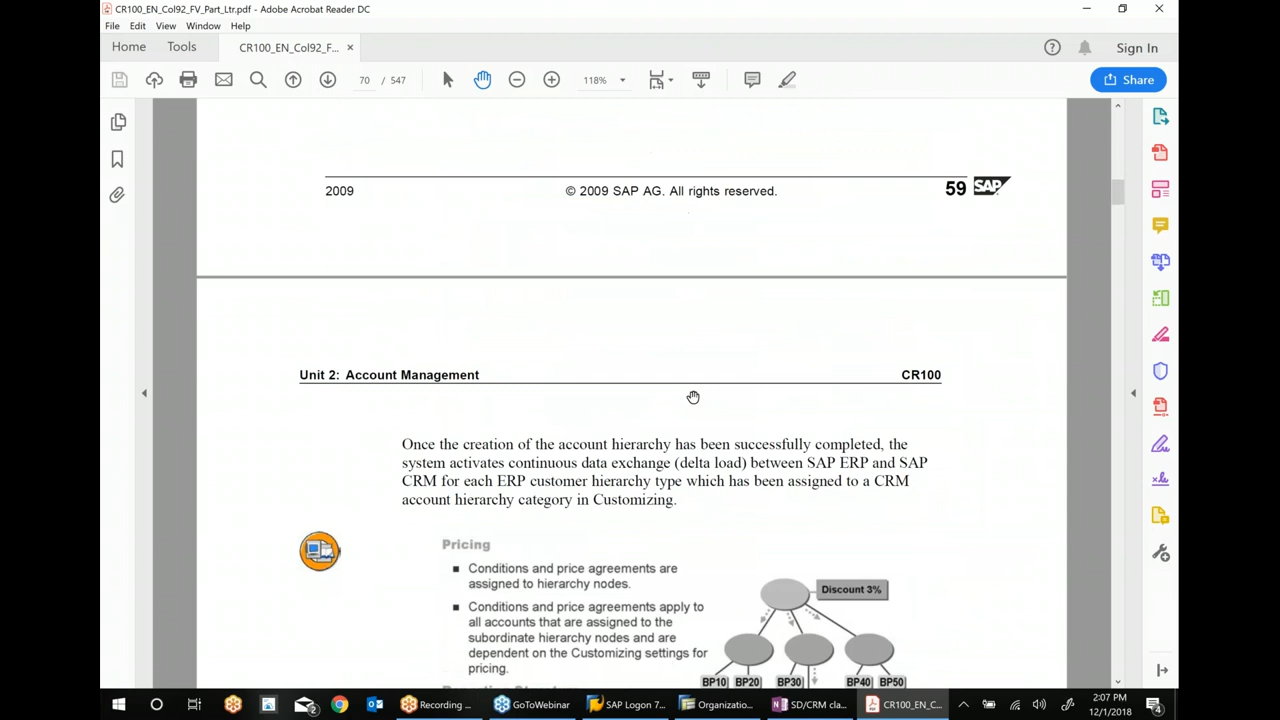 CR100_EN_Col92_FV_Part_Ltr.pdf - Adobe Acrobat Reader DC
File Edit View Window Help
Home Tools CR100_EN_Col92_F... × Sign In
70 / 547 118% Share
2009 © 2009 SAP AG. All rights reserved. 59 SAP
Unit 2: Account Management CR100
Once the creation of the account hierarchy has been successfully completed, the
system activates continuous data exchange (delta load) between SAP ERP and SAP
CRM for each ERP customer hierarchy type which has been assigned to a CRM
account hierarchy category in Customizing.
Pricing
■ Conditions and price agreements are
assigned to hierarchy nodes.
■ Conditions and price agreements apply to
all accounts that are assigned to the
subordinate hierarchy nodes and are
dependent on the Customizing settings for
pricing.
Discount 3%
BP10 BP20 BP30 BP40 BP50
2 Recording ... GoToWebinar SAP Logon 7... Organizatio... SD/CRM cla... CR100_EN_C... 2:07 PM
12/1/2018 4